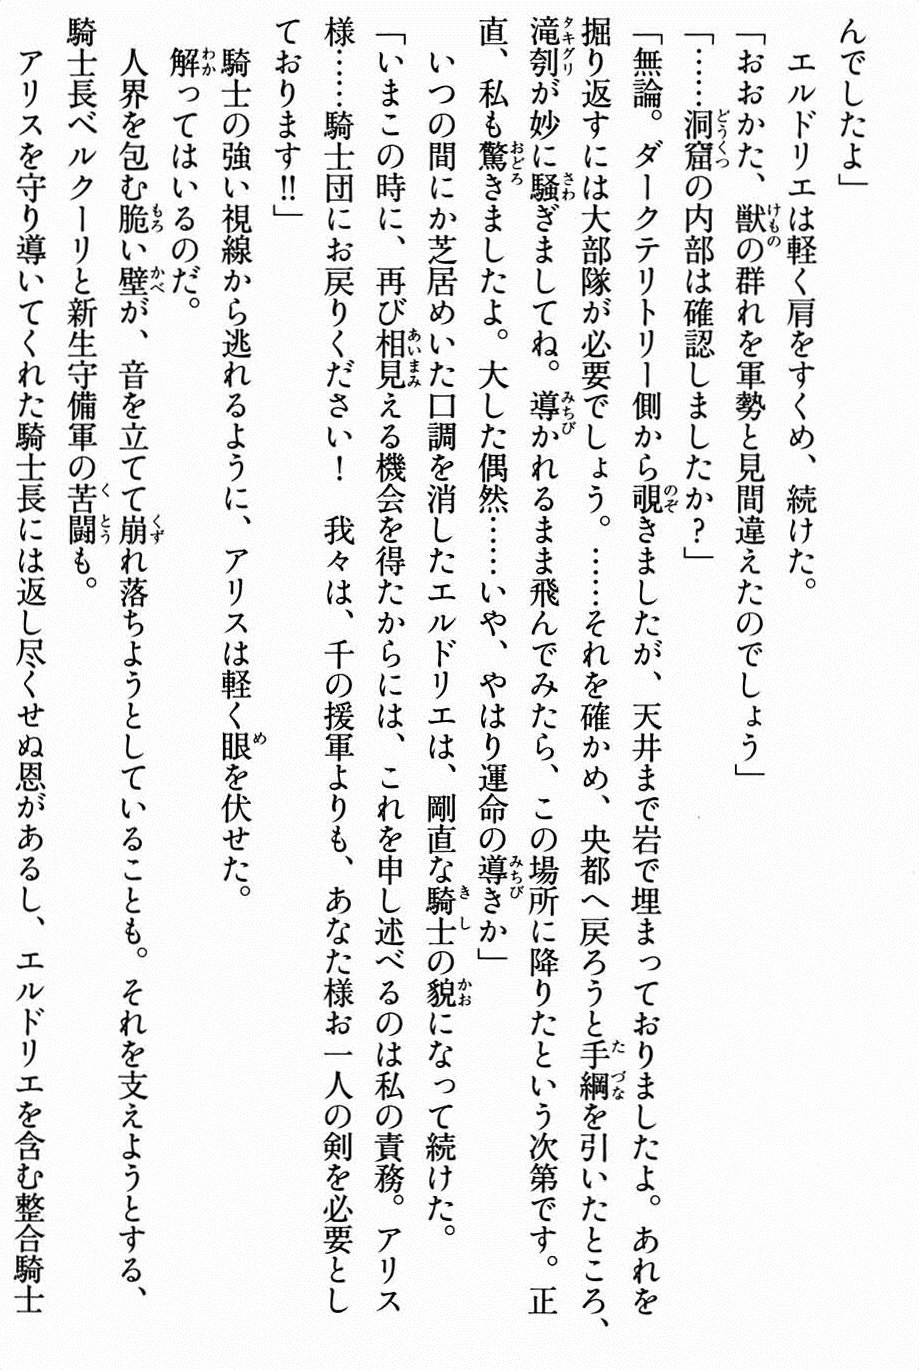 んでしたよ」
　エルドリエは軽く肩をすくめ、続けた。
「おおかた、獣の群れを軍勢と見間違えたのでしょう」
「……洞窟の内部は確認しましたか？」
「無論。ダークテリトリー側から覗きましたが、天井まで岩で埋まっておりましたよ。あれを
掘り返すには大部隊が必要でしょう。……それを確かめ、央都へ戻ろうと手綱を引いたところ、
滝刳が妙に騒ぎましてね。導かれるまま飛んでみたら、この場所に降りたという次第です。正
直、私も驚きましたよ。大した偶然……いや、やはり運命の導きか」
　いつの間にか芝居めいた口調を消したエルドリエは、剛直な騎士の貌になって続けた。
「いまこの時に、再び相見える機会を得たからには、これを申し述べるのは私の責務。アリス
様……騎士団にお戻りください！　我々は、千の援軍よりも、あなた様お一人の剣を必要とし
ております!!」
　騎士の強い視線から逃れるように、アリスは軽く眼を伏せた。
　解ってはいるのだ。
　人界を包む脆い壁が、音を立てて崩れ落ちようとしていることも。それを支えようとする、
騎士長ベルクーリと新生守備軍の苦闘も。
　アリスを守り導いてくれた騎士長には返し尽くせぬ恩があるし、エルドリエを含む整合騎士